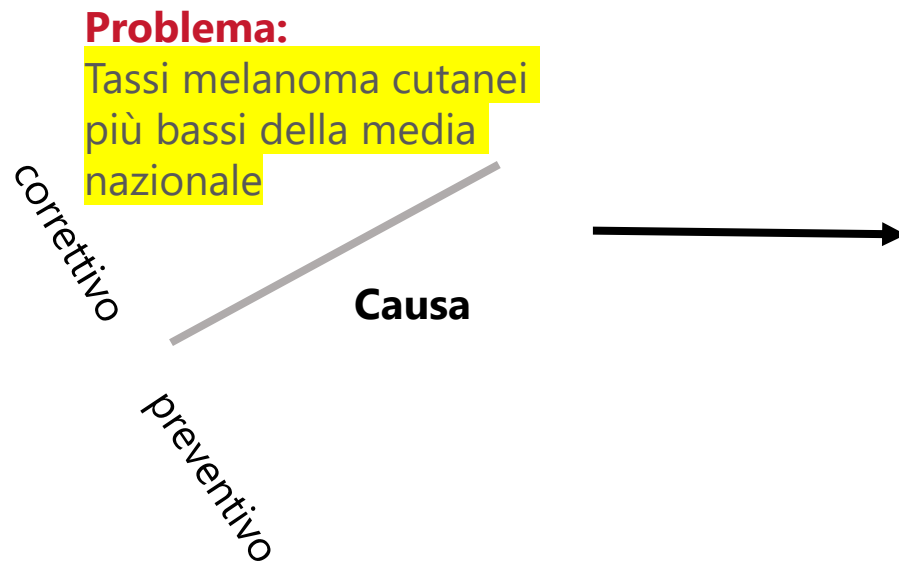 Problema:
Tassi melanoma cutanei
più bassi della media
nazionale
correttivo
Causa
preventivo